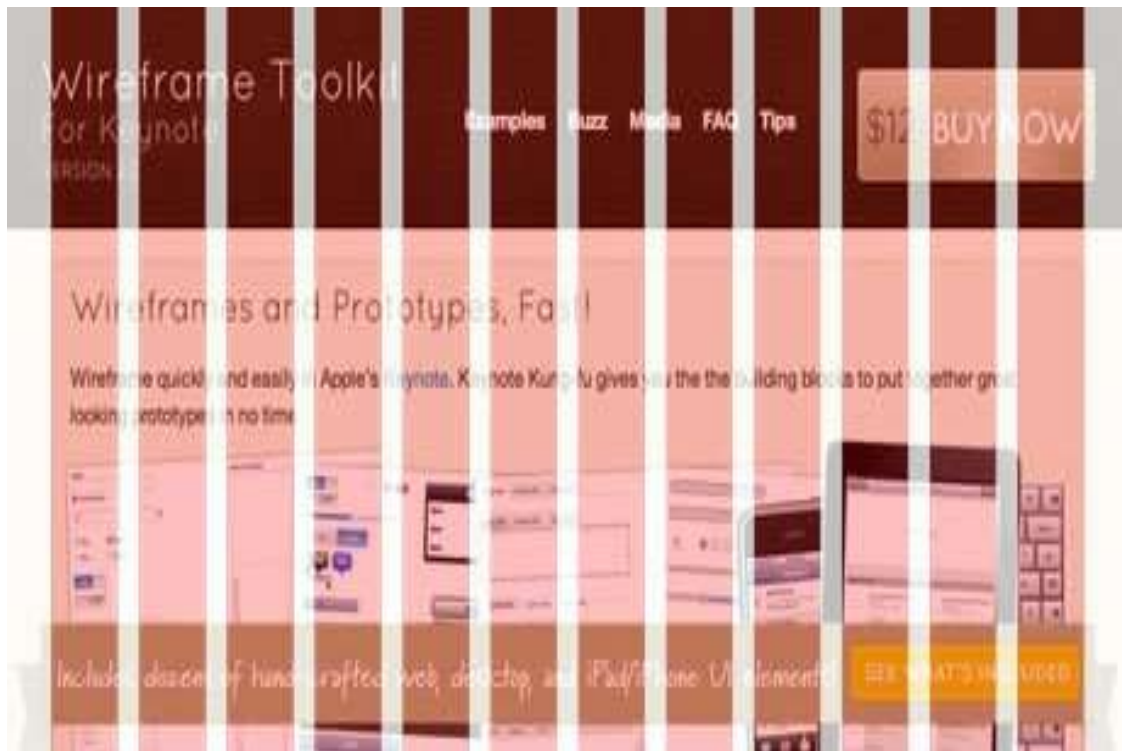 Wireframe Toolkit
For Keynote
VERSION
Examples Buzz Media FAQ Tips
$12 BUY NOW
Wireframes and Prototypes, Fast!
Wireframe quickly and easily in Apple's Keynote. Keynote Kung-fu gives you the the building blocks to put together great
looking prototypes in no time
Includes dozens of hand crafted web, desktop, and iPad/iPhone UI elements!
SEE WHAT'S INCLUDED